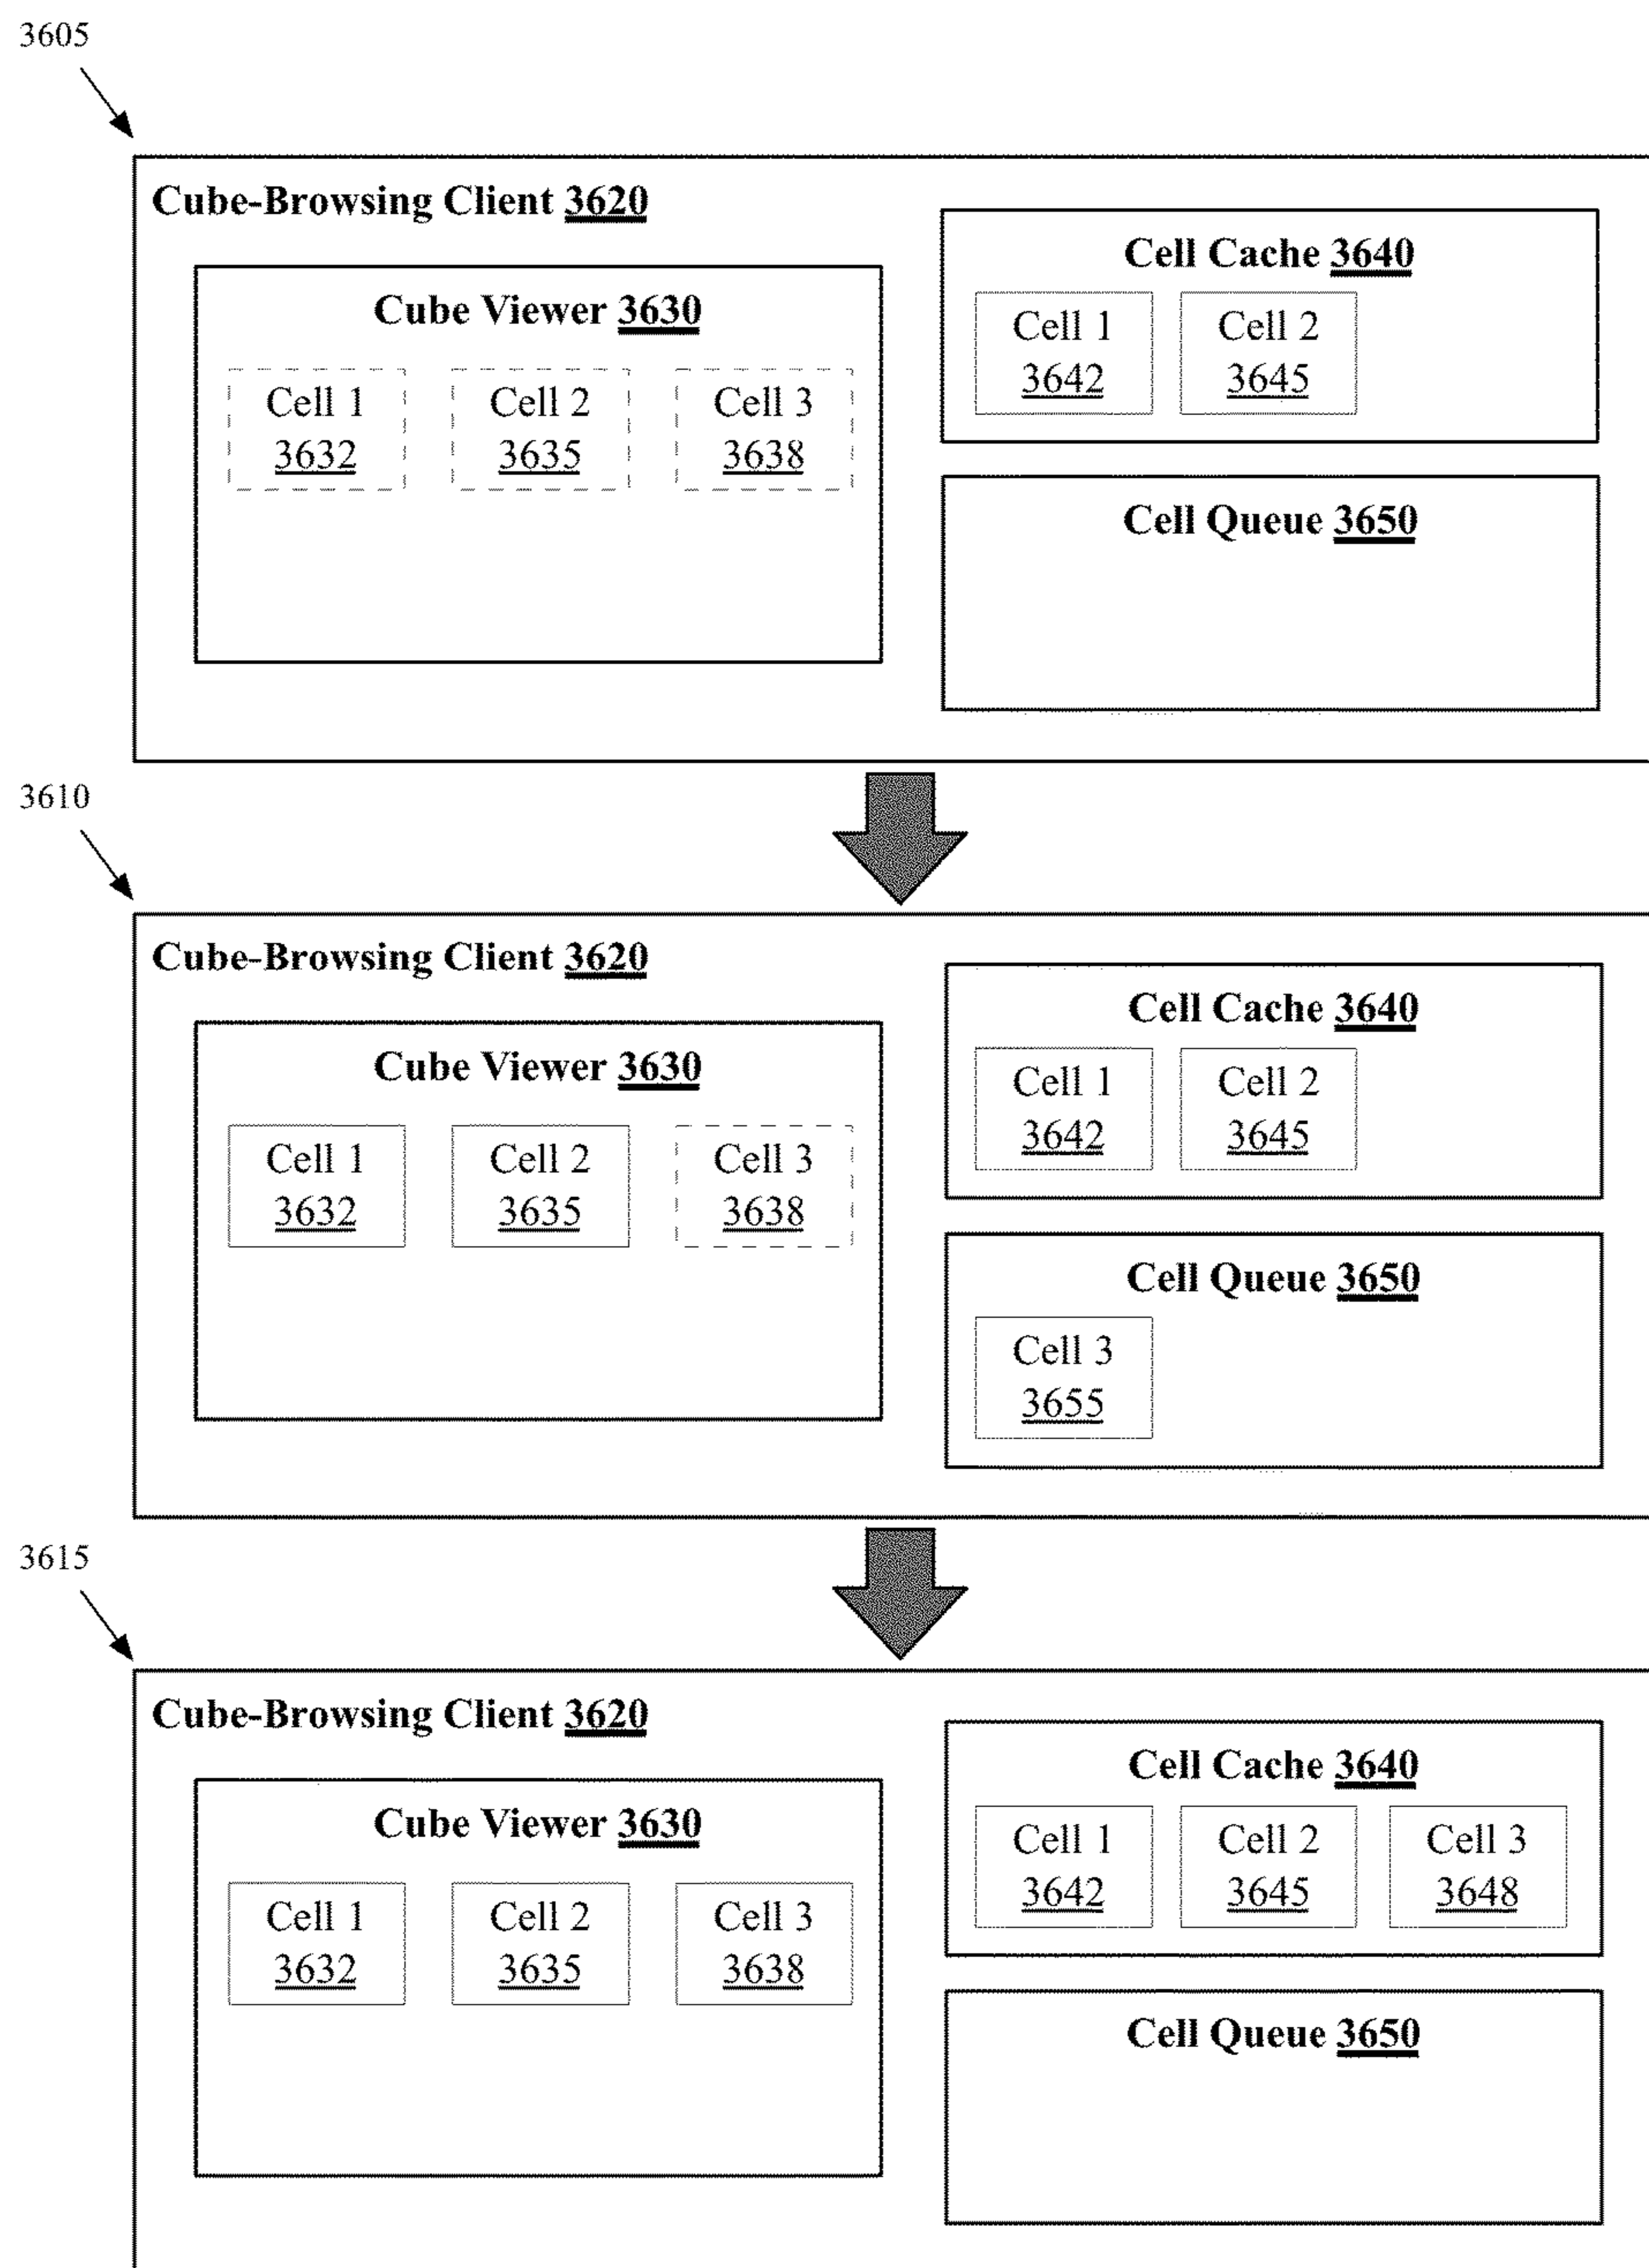 3605
Cube-Browsing Client 3620
Cube Viewer 3630
Cell 1
3632
Cell 2
3635
Cell 3
3638
Cell Cache 3640
Cell 1
3642
Cell 2
3645
Cell Queue 3650
3610
Cube-Browsing Client 3620
Cube Viewer 3630
Cell 1
3632
Cell 2
3635
Cell 3
3638
Cell Cache 3640
Cell 1
3642
Cell 2
3645
Cell Queue 3650
Cell 3
3655
3615
Cube-Browsing Client 3620
Cube Viewer 3630
Cell 1
3632
Cell 2
3635
Cell 3
3638
Cell Cache 3640
Cell 1
3642
Cell 2
3645
Cell 3
3648
Cell Queue 3650